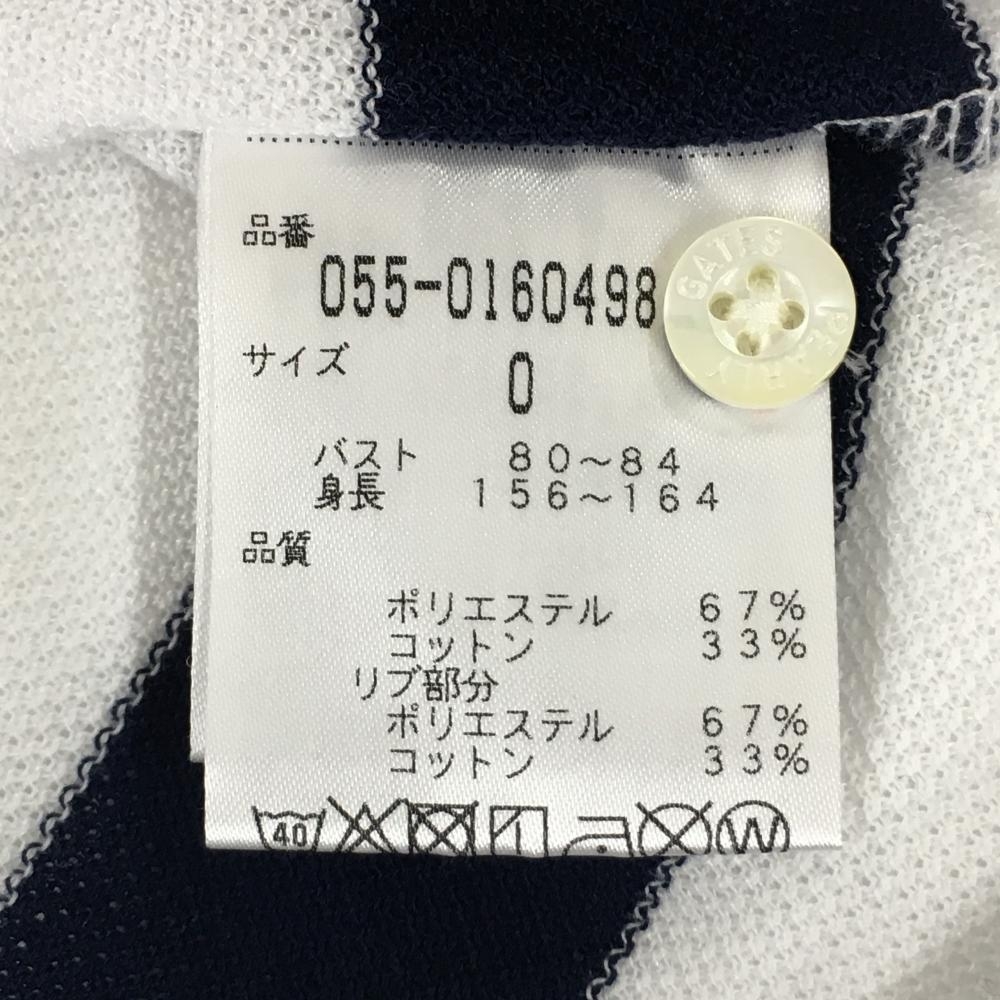 品番
055-0160498
サイズ
0
バスト 80～84
身長 156～164
品質
ポリエステル 67%
コットン 33%
リブ部分
ポリエステル 67%
コットン 33%
40
W
GATES
PEARLY